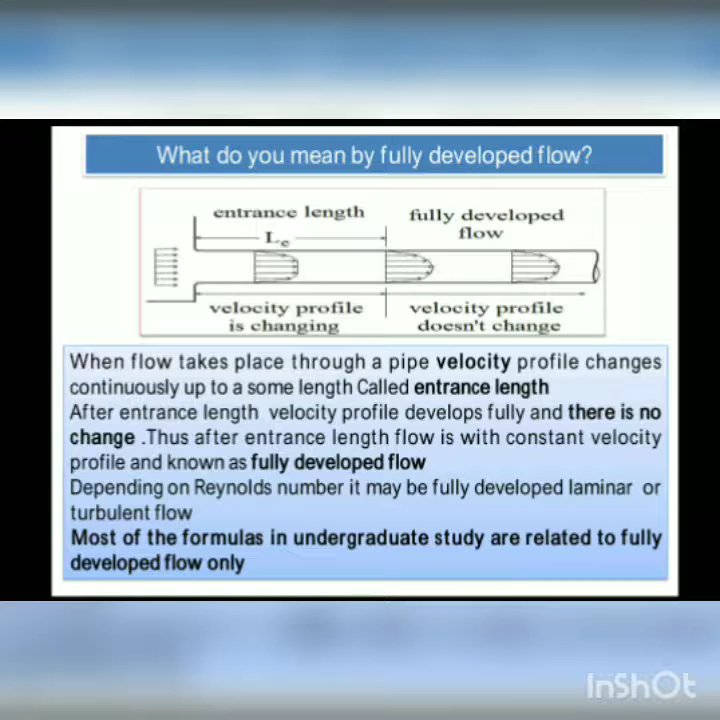 What do you mean by fully developed flow?
entrance length
fully developed
flow
Le
velocity profile
is changing
velocity profile
doesn't change
When flow takes place through a pipe velocity profile changes
continuously up to a some length Called entrance length
After entrance length velocity profile develops fully and there is no
change .Thus after entrance length flow is with constant velocity
profile and known as fully developed flow
Depending on Reynolds number it may be fully developed laminar or
turbulent flow
Most of the formulas in undergraduate study are related to fully
developed flow only
InShOt